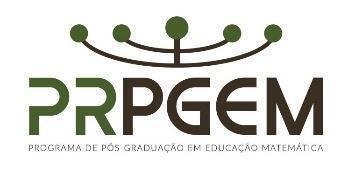 PRPGEM
PROGRAMA DE PÓS GRADUAÇÃO EM EDUCAÇÃO MATEMÁTICA